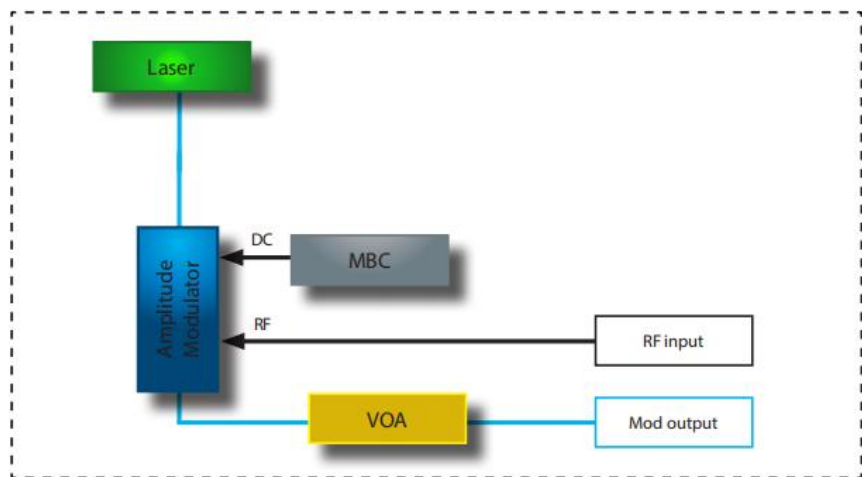 Laser
DC
MBC
Amplitude
Modulator
RF
RF input
VOA
Mod output